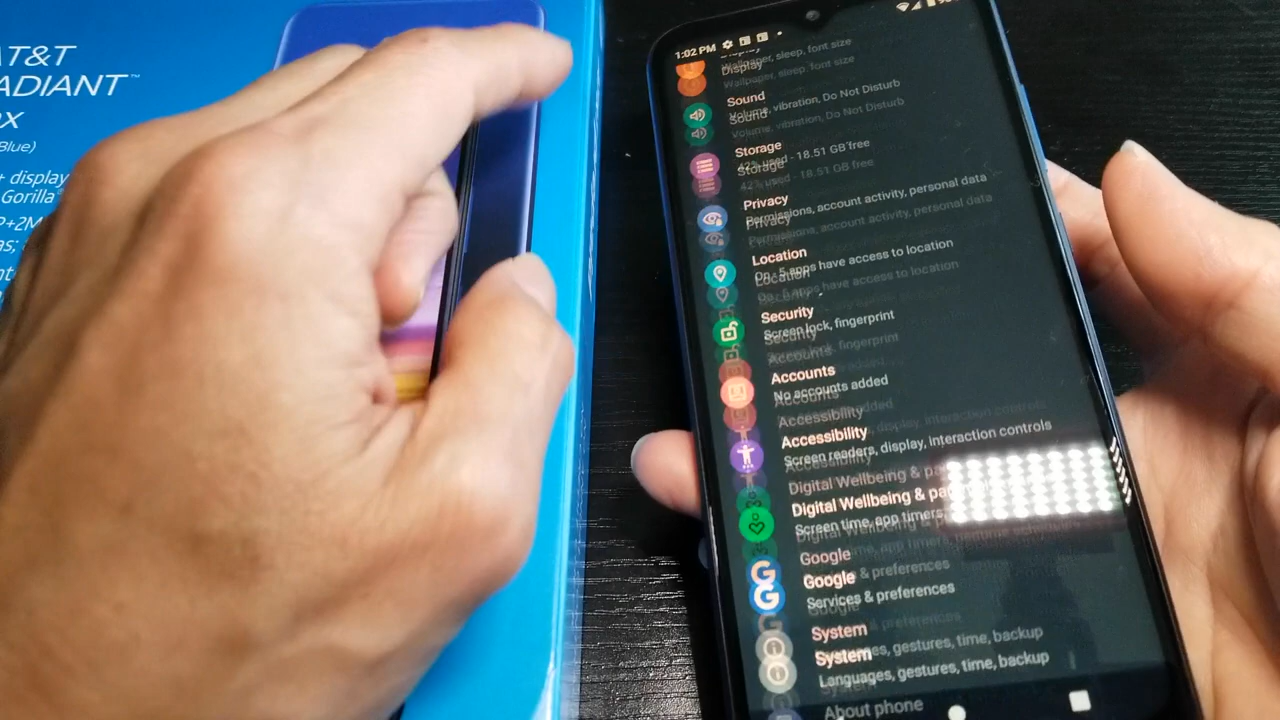 AT&T
RADIANT™
Blue)
+ display
Gorilla®
P+2M
as;
1:02 PM
Display
Wallpaper, sleep, font size
Sound
Volume, vibration, Do Not Disturb
Storage
42% used - 18.51 GB free
Privacy
Permissions, account activity, personal data
Location
On - 5 apps have access to location
Security
Screen lock, fingerprint
Accounts
No accounts added
Accessibility
Screen readers, display, interaction controls
Digital Wellbeing & pa
Screen time, app timers,
Google
Services & preferences
System
Languages, gestures, time, backup
About phone